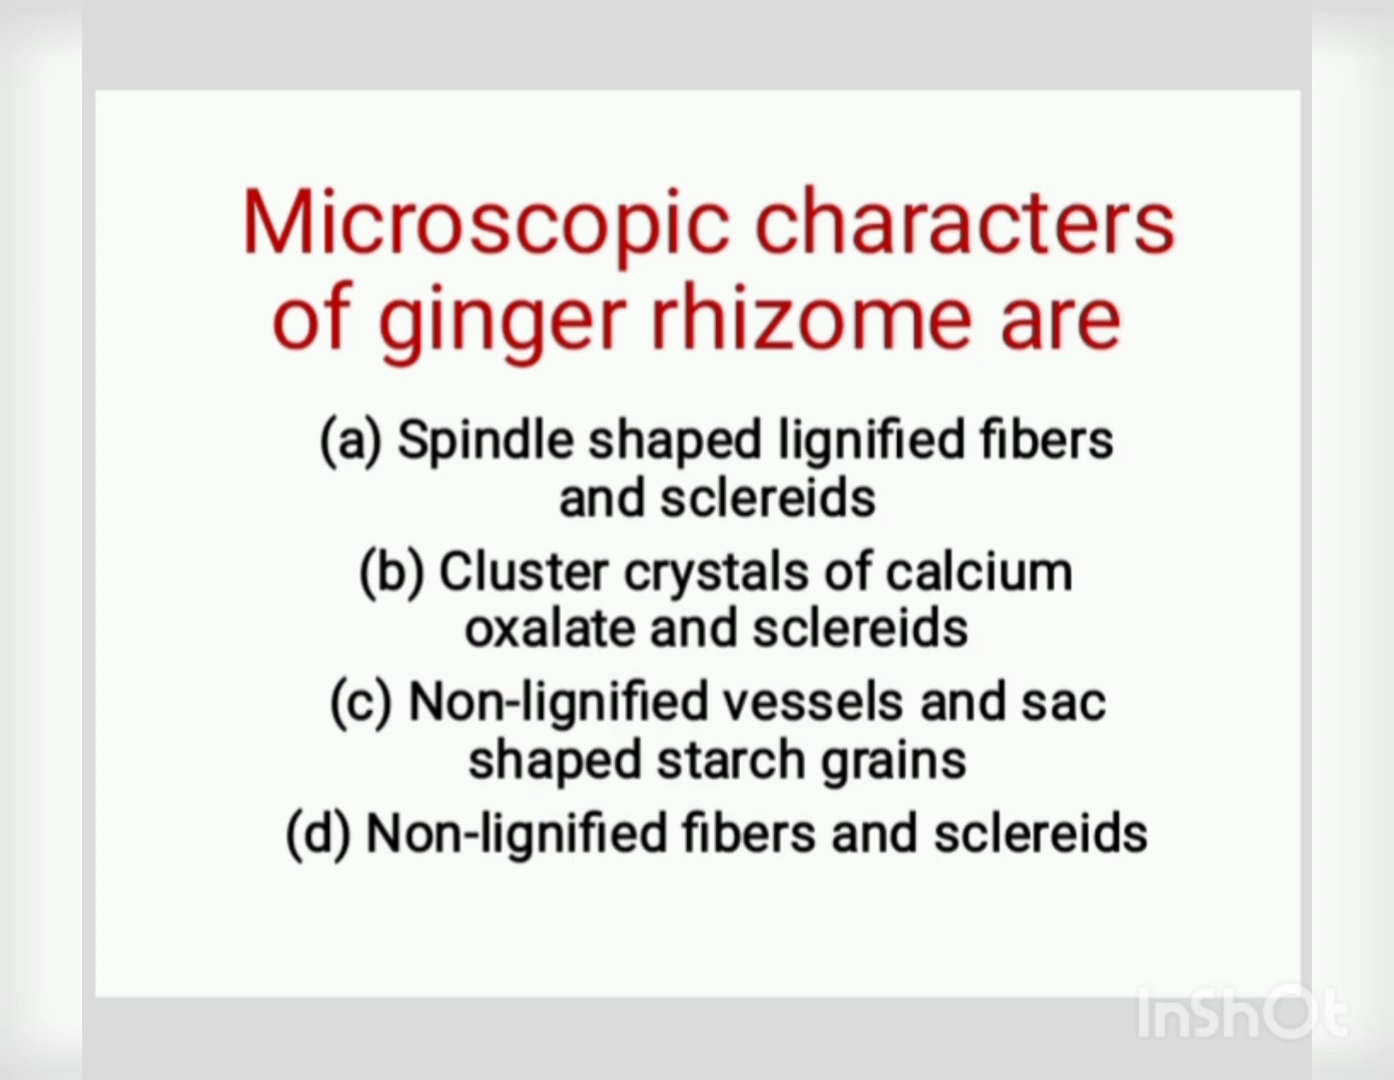 Microscopic characters
of ginger rhizome are
(a) Spindle shaped lignified fibers
and sclereids
(b) Cluster crystals of calcium
oxalate and sclereids
(c) Non-lignified vessels and sac
shaped starch grains
(d) Non-lignified fibers and sclereids
InShOt